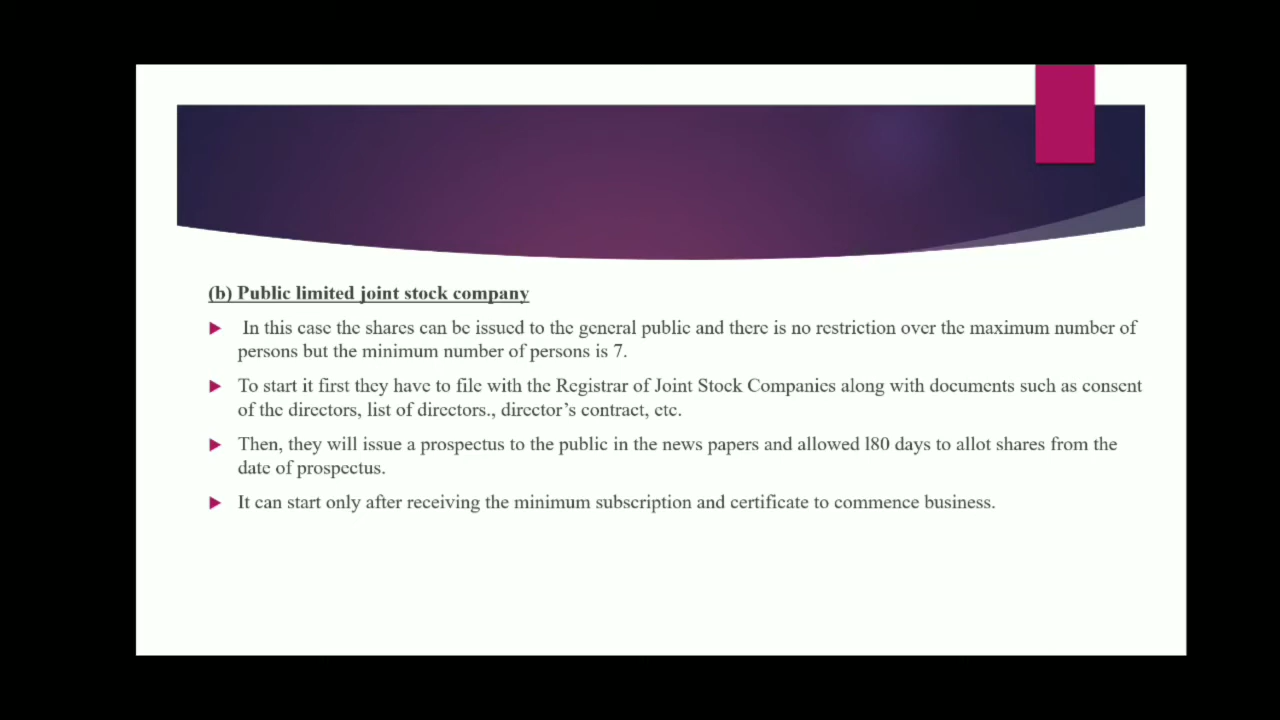 (b) Public limited joint stock company
In this case the shares can be issued to the general public and there is no restriction over the maximum number of
persons but the minimum number of persons is 7.
To start it first they have to file with the Registrar of Joint Stock Companies along with documents such as consent
of the directors, list of directors., director’s contract, etc.
Then, they will issue a prospectus to the public in the news papers and allowed l80 days to allot shares from the
date of prospectus.
It can start only after receiving the minimum subscription and certificate to commence business.